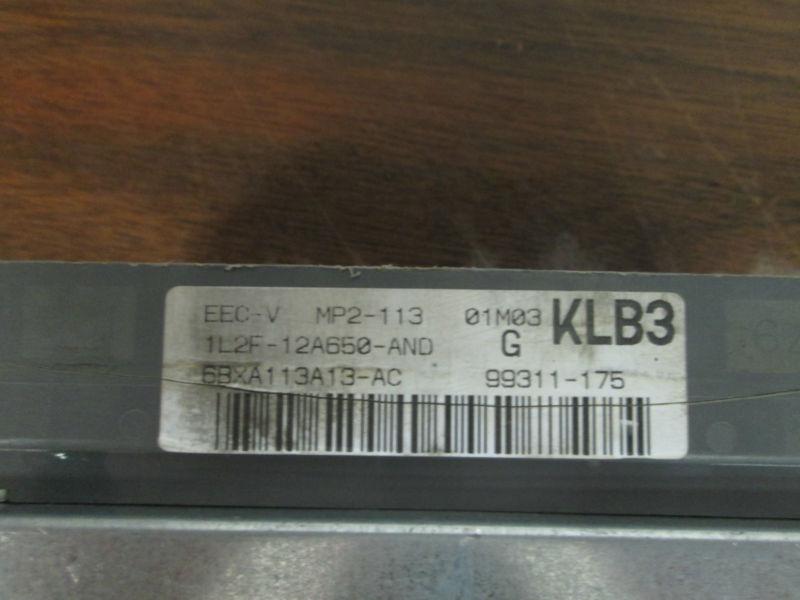 EEC-V MP2-113 01M03 KLB3
1L2F-12A650-AND G
6BXA113A13-AC 99311-175